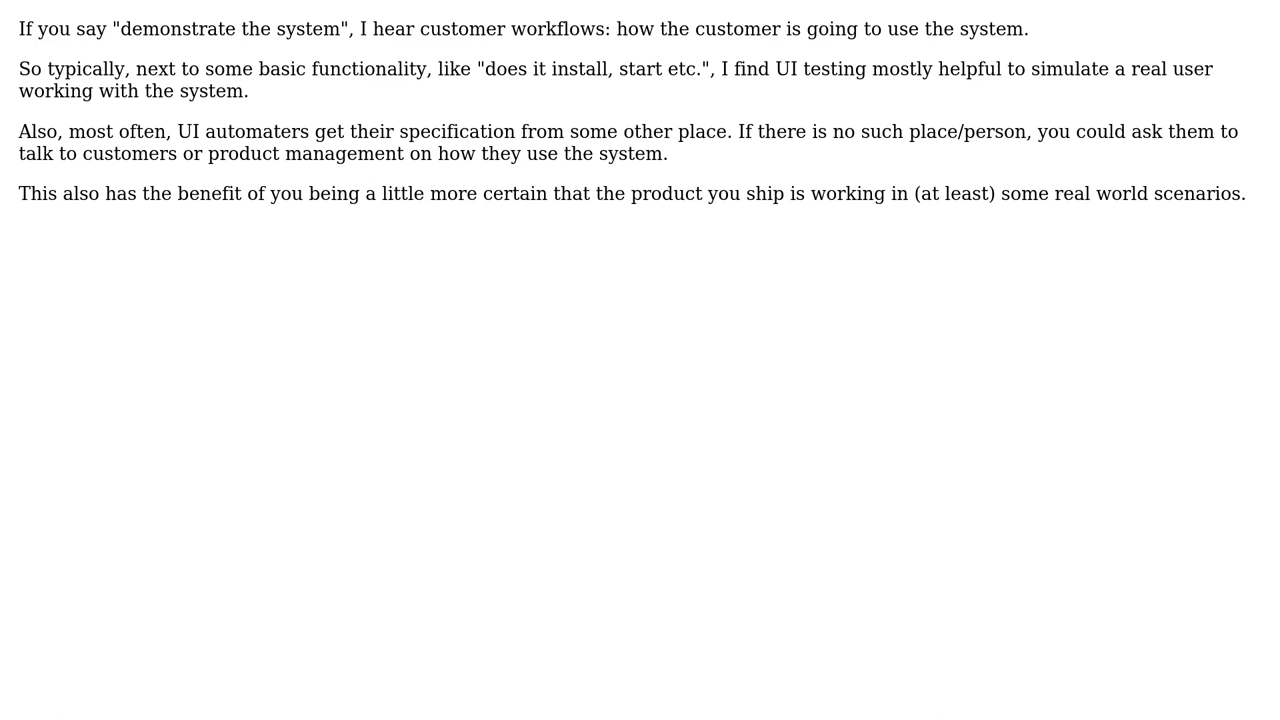 If you say "demonstrate the system", I hear customer workflows: how the customer is going to use the system.
So typically, next to some basic functionality, like "does it install, start etc.", I find UI testing mostly helpful to simulate a real user
working with the system.
Also, most often, UI automaters get their specification from some other place. If there is no such place/person, you could ask them to
talk to customers or product management on how they use the system.
This also has the benefit of you being a little more certain that the product you ship is working in (at least) some real world scenarios.